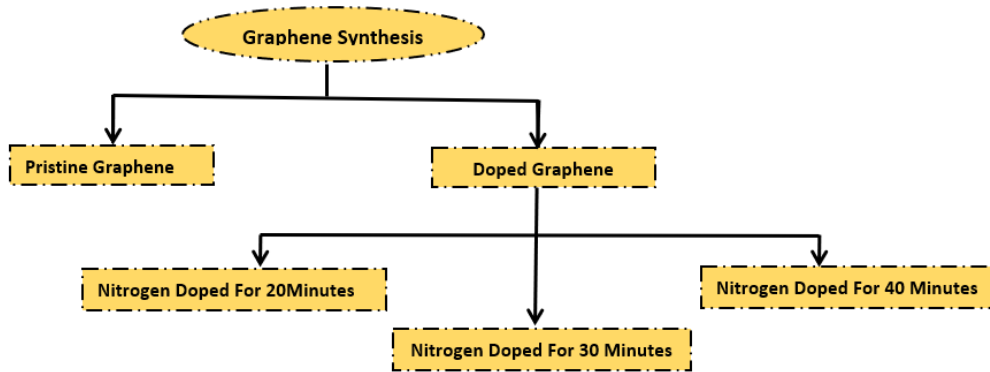 Graphene Synthesis
Pristine Graphene
Doped Graphene
Nitrogen Doped For 20Minutes
Nitrogen Doped For 40 Minutes
Nitrogen Doped For 30 Minutes